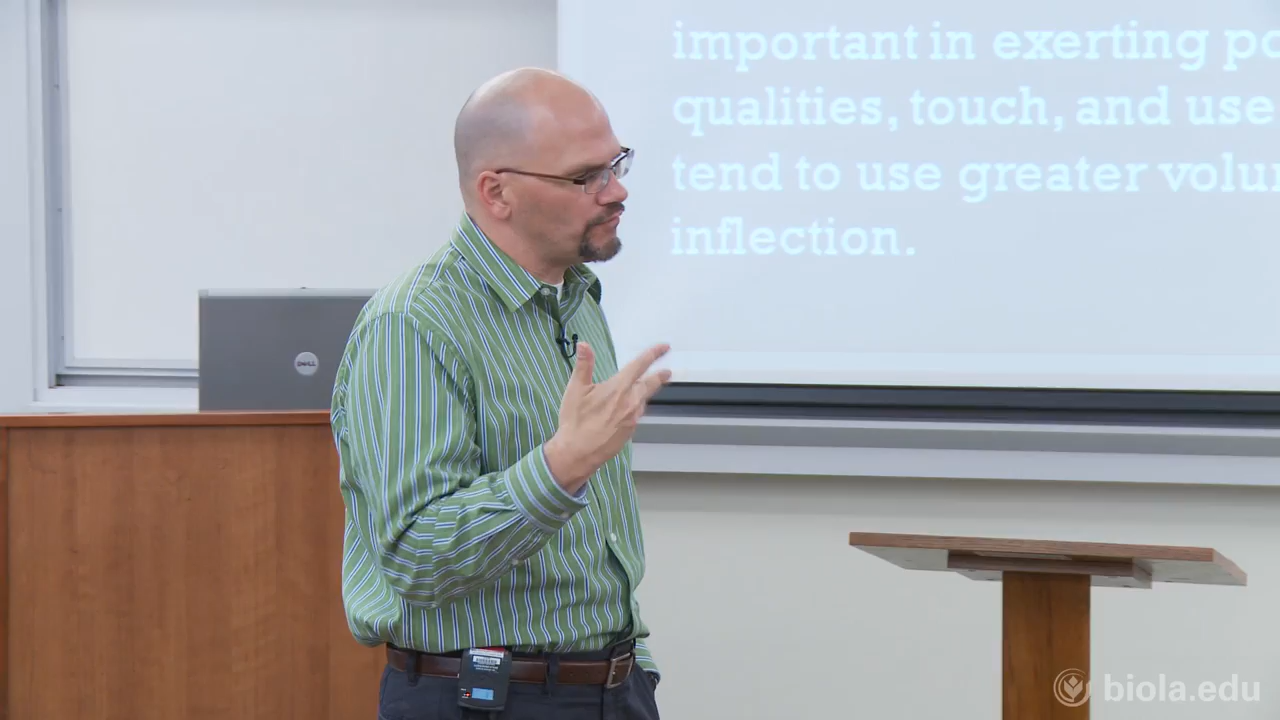 important in exerting po
qualities, touch, and use
tend to use greater volu
inflection.
DELL
biola.edu